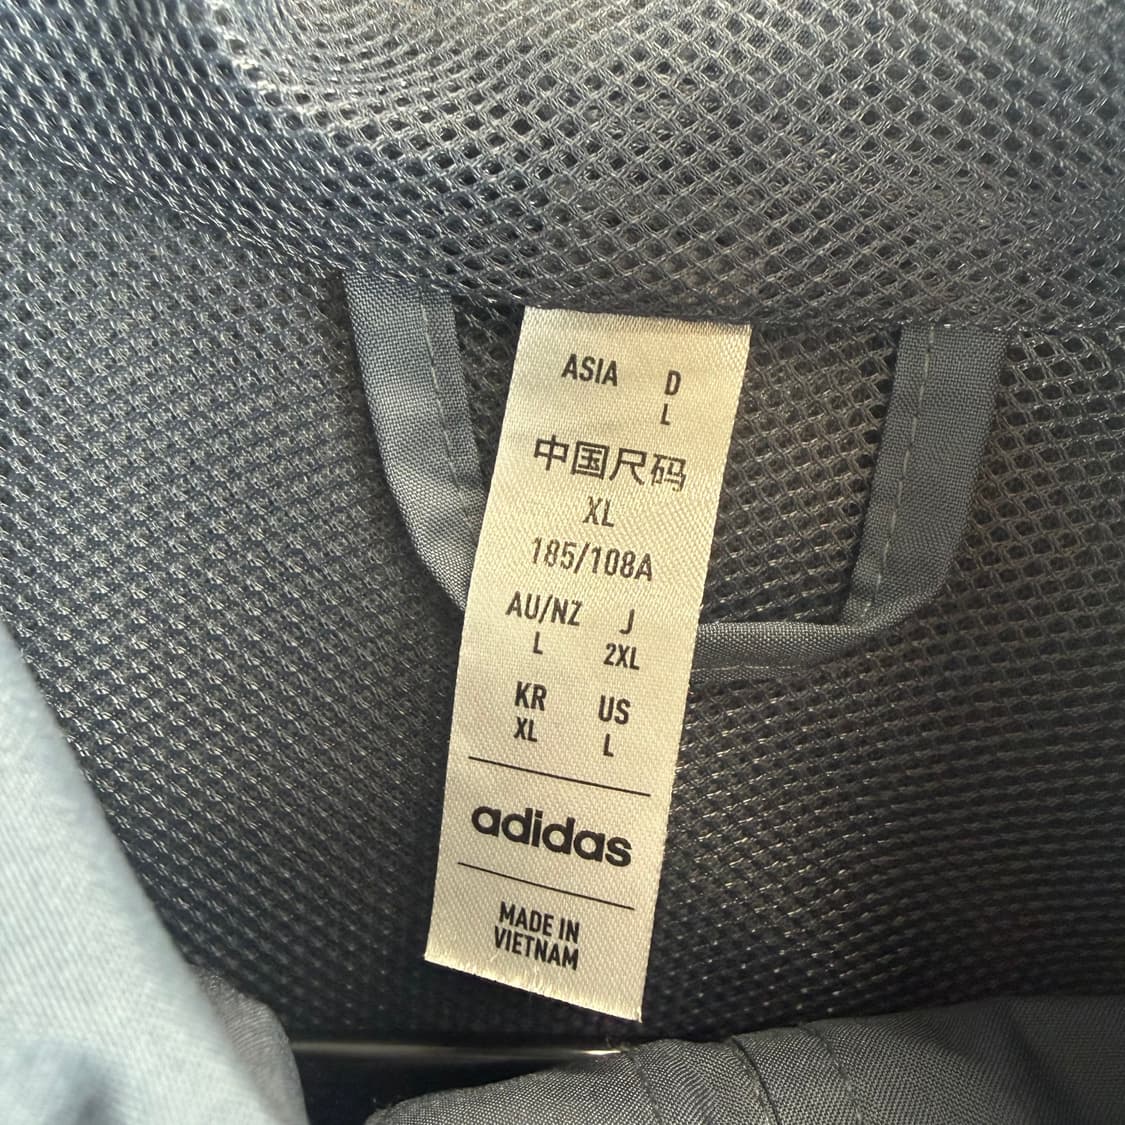 ASIA D
L
中国尺码
XL
185/108A
AU/NZ J
L 2XL
KR US
XL L
adidas
MADE IN
VIETNAM